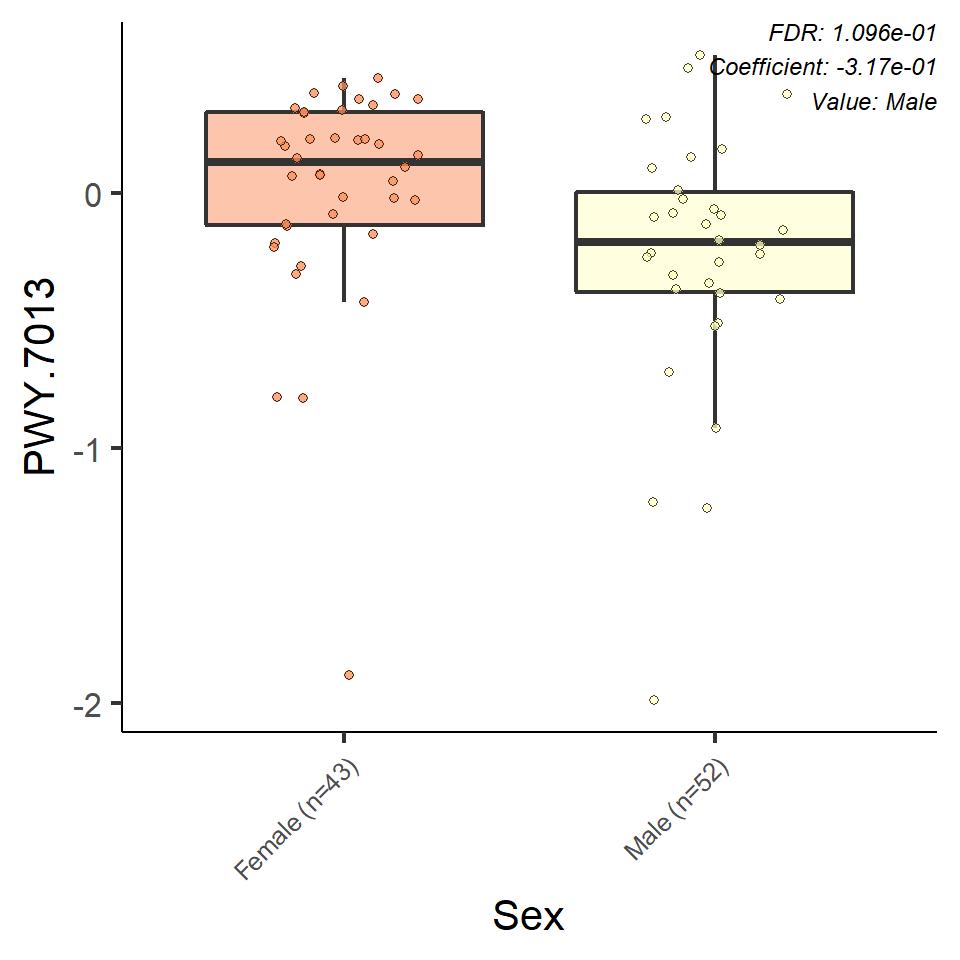 FDR: 1.096e-01
Coefficient: -3.17e-01
Value: Male
PWY.7013
0
-1
-2
Female (n=43)
Male (n=52)
Sex